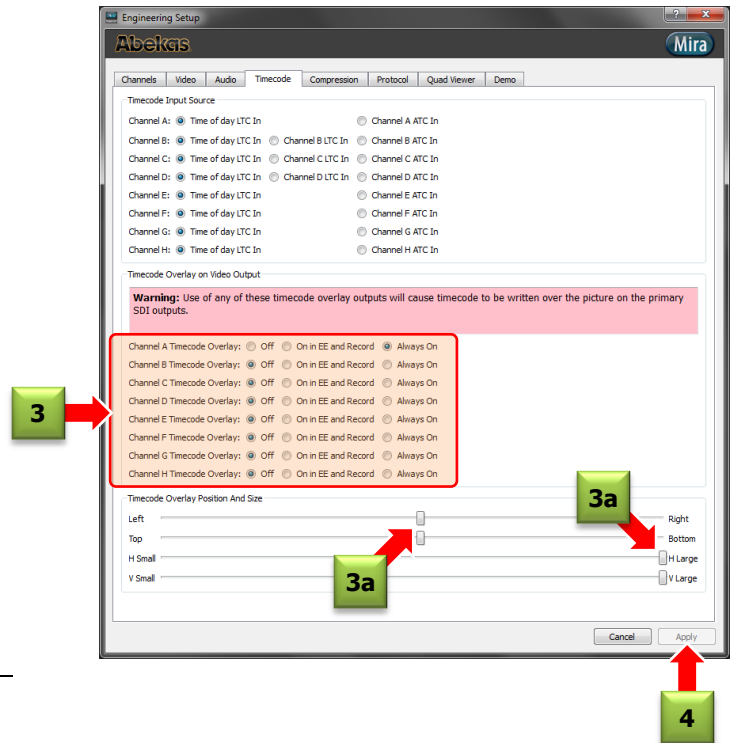 Engineering Setup
Abekas Mira
Channels Video Audio Timecode Compression Protocol Quad Viewer Demo
Timecode Input Source
Channel A: Time of day LTC In Channel A ATC In
Channel B: Time of day LTC In Channel B LTC In Channel B ATC In
Channel C: Time of day LTC In Channel C LTC In Channel C ATC In
Channel D: Time of day LTC In Channel D LTC In Channel D ATC In
Channel E: Time of day LTC In Channel E ATC In
Channel F: Time of day LTC In Channel F ATC In
Channel G: Time of day LTC In Channel G ATC In
Channel H: Time of day LTC In Channel H ATC In
Timecode Overlay on Video Output
Warning: Use of any of these timecode overlay outputs will cause timecode to be written over the picture on the primary
SDI outputs.
Channel A Timecode Overlay: Off On in EE and Record Always On
Channel B Timecode Overlay: Off On in EE and Record Always On
Channel C Timecode Overlay: Off On in EE and Record Always On
Channel D Timecode Overlay: Off On in EE and Record Always On
3
Channel E Timecode Overlay: Off On in EE and Record Always On
Channel F Timecode Overlay: Off On in EE and Record Always On
Channel G Timecode Overlay: Off On in EE and Record Always On
Channel H Timecode Overlay: Off On in EE and Record Always On
Timecode Overlay Position And Size
3a
Left Right
Top Bottom
H Small H Large
V Small V Large
3a
Cancel Apply
4